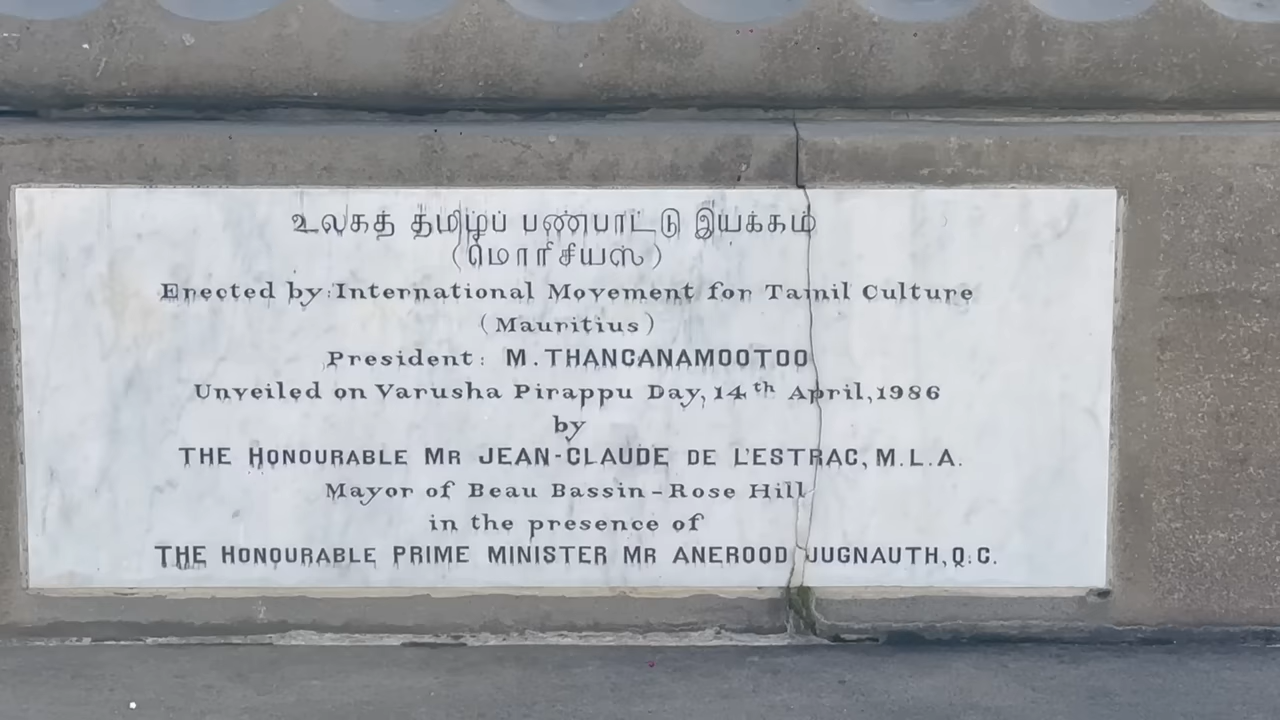 உலகத் தமிழ்ப் பண்பாட்டு இயக்கம்
(மொரிசியஸ்)
Erected by: International Movement for Tamil Culture
(Mauritius)
President: M. THANCANAMOOTOO
Unveiled on Varusha Pirappu Day, 14th April, 1986
by
THE HONOURABLE MR JEAN-CLAUDE DE L'ESTRAC, M.L.A.
Mayor of Beau Bassin-Rose Hill
in the presence of
THE HONOURABLE PRIME MINISTER MR ANEROOD JUGNAUTH, Q.C.